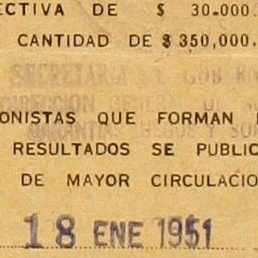 ECTIVA DE $ 30.000.
CANTIDAD DE $ 350,000.
SECRETARIA
DIRECCION
ONISTAS QUE FORMAN
RESULTADOS SE PUBLIC
DE MAYOR CIRCULACIO
18 ENE 1951